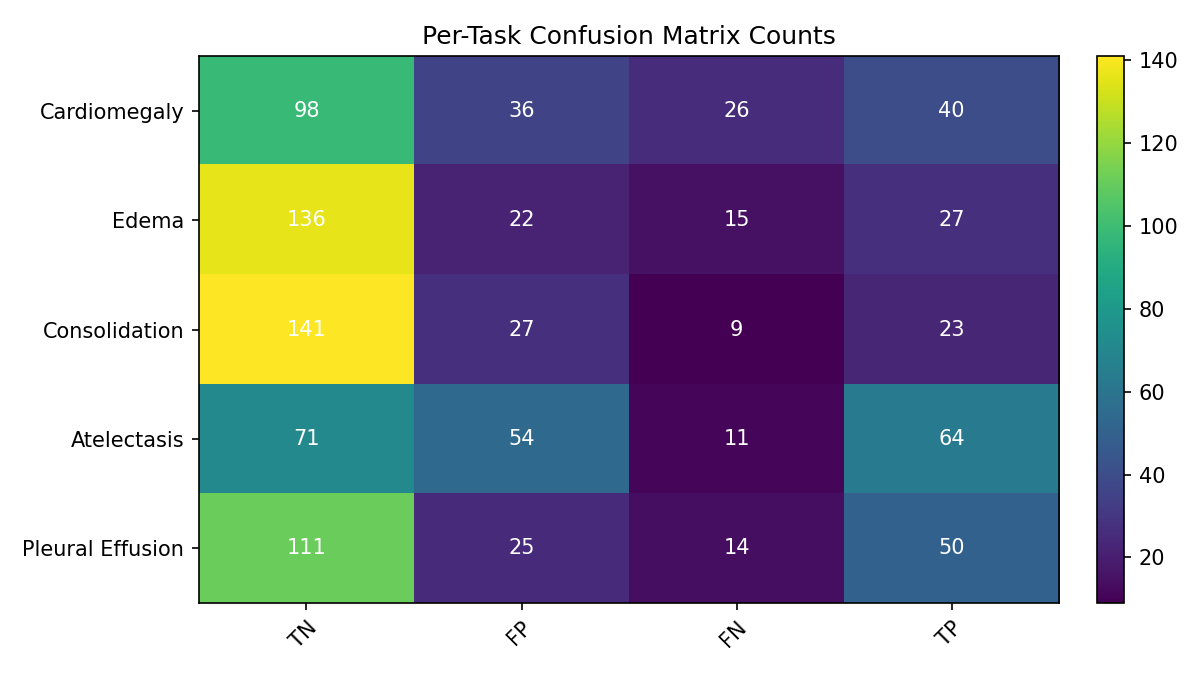 Per-Task Confusion Matrix Counts
Cardiomegaly 98 36 26 40
Edema 136 22 15 27
Consolidation 141 27 9 23
Atelectasis 71 54 11 64
Pleural Effusion 111 25 14 50
TN FP FN TP
140
120
100
80
60
40
20